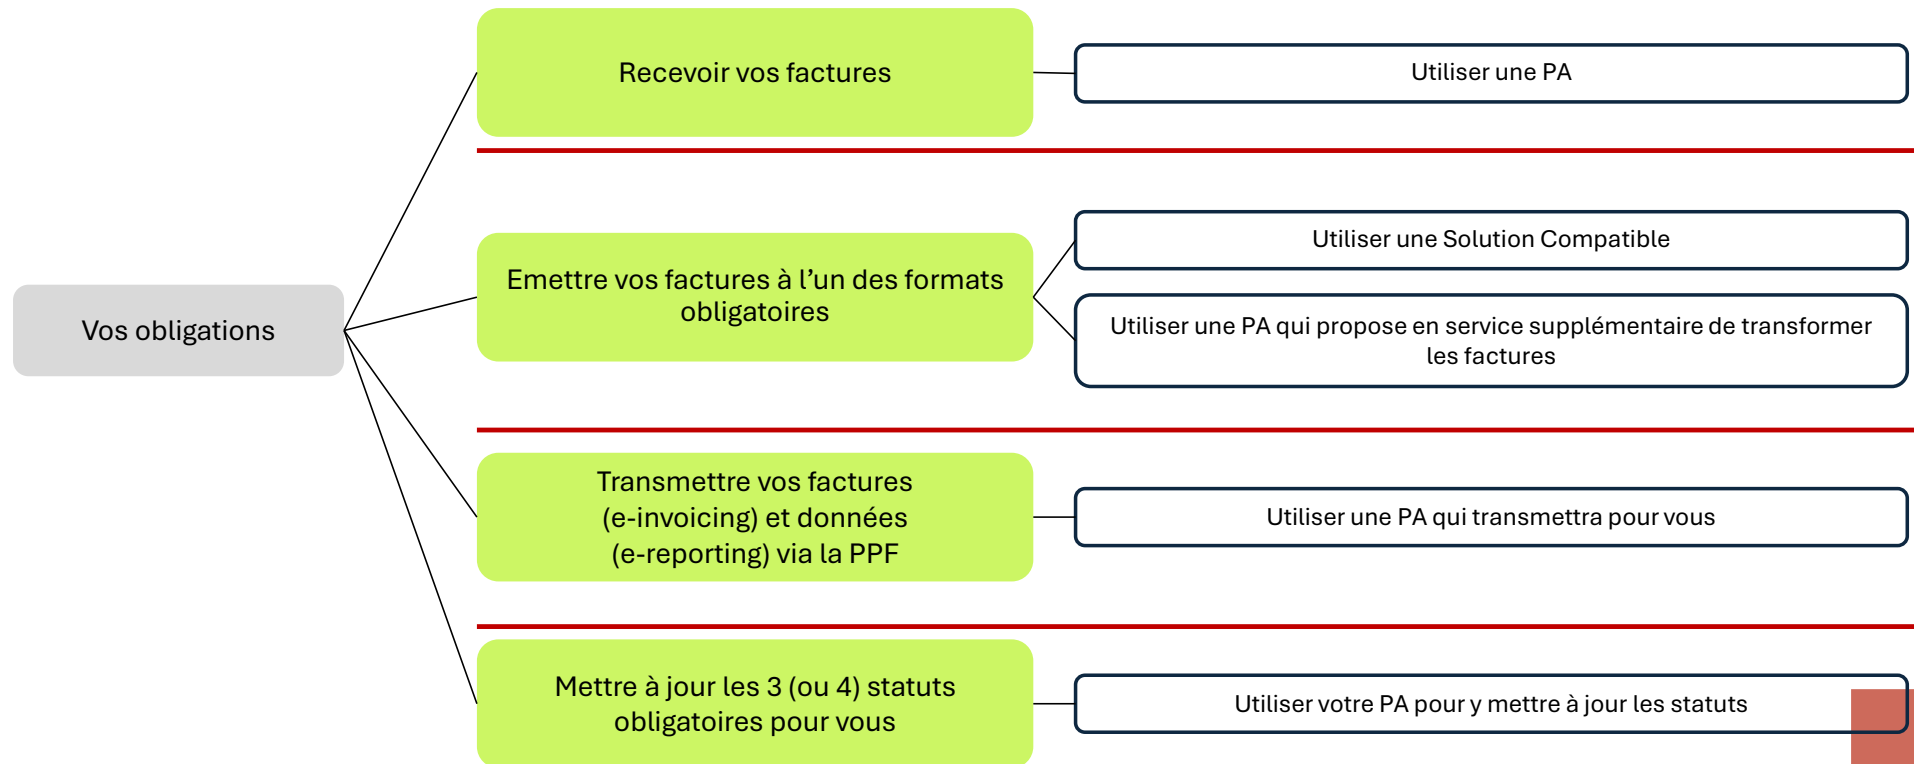 Vos obligations
Recevoir vos factures
Utiliser une PA
Emettre vos factures à l’un des formats
obligatoires
Utiliser une Solution Compatible
Utiliser une PA qui propose en service supplémentaire de transformer
les factures
Transmettre vos factures
(e-invoicing) et données
(e-reporting) via la PPF
Utiliser une PA qui transmettra pour vous
Mettre à jour les 3 (ou 4) statuts
obligatoires pour vous
Utiliser votre PA pour y mettre à jour les statuts